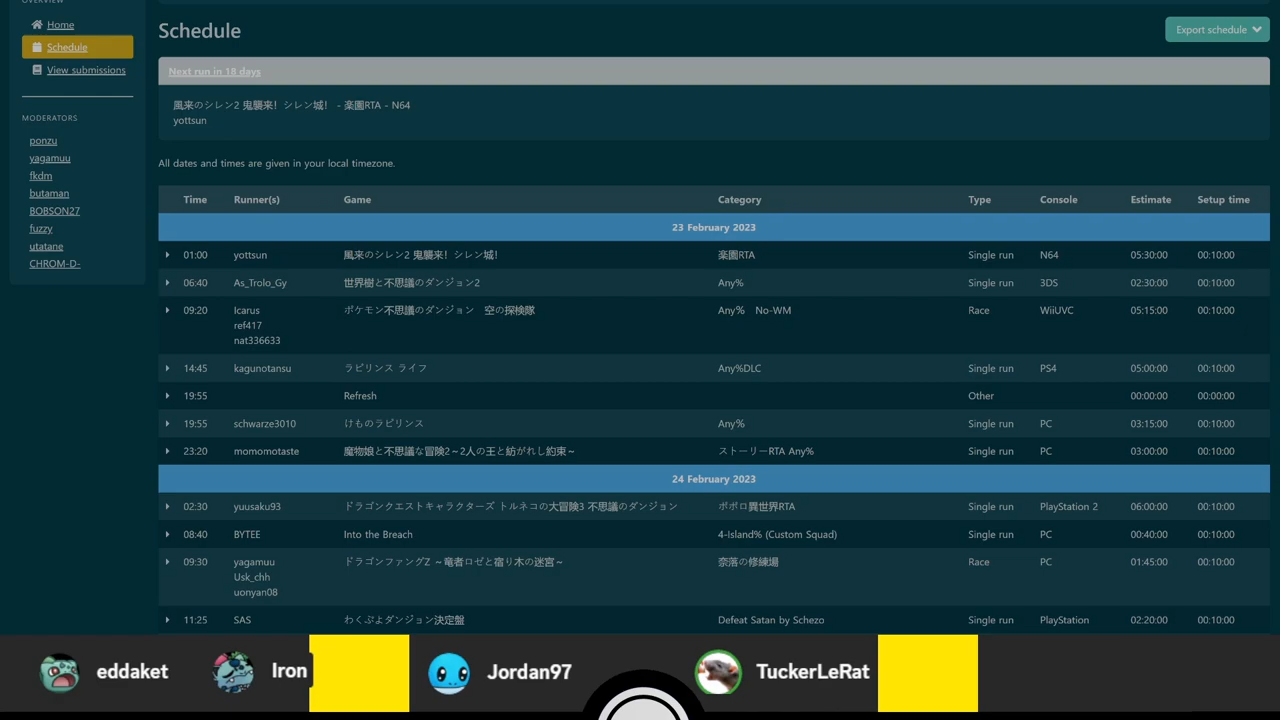 OVERVIEW
Home
Schedule
View submissions
MODERATORS
ponzu
yagamuu
fkdm
butaman
BOBSON27
fuzzy
utatane
CHROM-D-
Schedule
Export schedule
Next run in 18 days
風来のシレン2 鬼襲来！シレン城！ - 楽園RTA - N64
yottsun
All dates and times are given in your local timezone.
Time Runner(s) Game Category Type Console Estimate Setup time
23 February 2023
01:00 yottsun 風来のシレン2 鬼襲来！シレン城！ 楽園RTA Single run N64 05:30:00 00:10:00
06:40 As_Trolo_Gy 世界樹と不思議のダンジョン2 Any% Single run 3DS 02:30:00 00:10:00
09:20 Icarus ポケモン不思議のダンジョン　空の探検隊 Any%　No-WM Race WiiUVC 05:15:00 00:10:00
ref417
nat336633
14:45 kagunotansu ラビリンス ライフ Any%DLC Single run PS4 05:00:00 00:10:00
19:55 Refresh Other 00:00:00 00:00:00
19:55 schwarze3010 けものラビリンス Any% Single run PC 03:15:00 00:10:00
23:20 momomotaste 魔物娘と不思議な冒険2～2人の王と紡がれし約束～ ストーリーRTA Any% Single run PC 03:00:00 00:10:00
24 February 2023
02:30 yuusaku93 ドラゴンクエストキャラクターズ トルネコの大冒険3 不思議のダンジョン ポポロ異世界RTA Single run PlayStation 2 06:00:00 00:10:00
08:40 BYTEE Into the Breach 4-Island% (Custom Squad) Single run PC 00:40:00 00:10:00
09:30 yagamuu ドラゴンファングZ ～竜者ロゼと宿り木の迷宮～ 奈落の修練場 Race PC 01:45:00 00:10:00
Usk_chh
uonyan08
11:25 SAS わくぷよダンジョン決定盤 Defeat Satan by Schezo Single run PlayStation 02:20:00 00:10:00
eddaket Iron Jordan97 TuckerLeRat